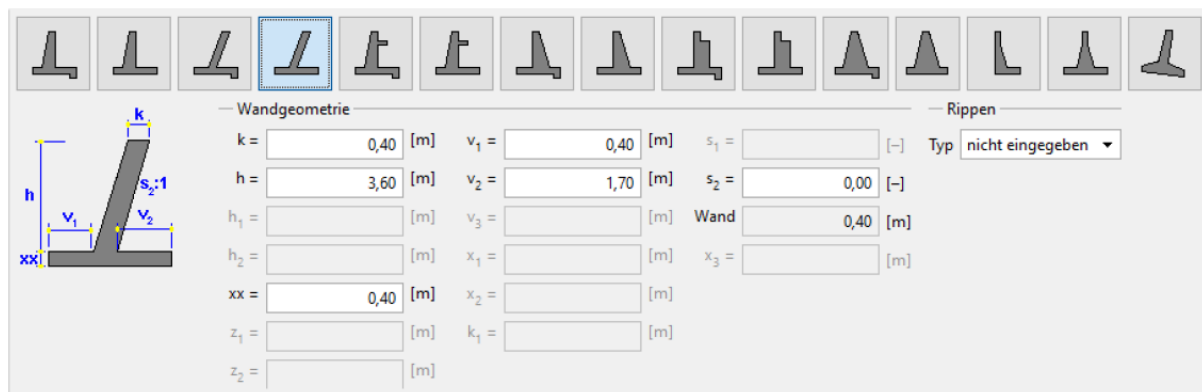 Wandgeometrie
Rippen
k = 0,40 [m] v1 = 0,40 [m] s1 = [–] Typ nicht eingegeben
h = 3,60 [m] v2 = 1,70 [m] s2 = 0,00 [–]
h1 = [m] v3 = [m] Wand 0,40 [m]
h2 = [m] x1 = [m] x3 = [m]
xx = 0,40 [m] x2 = [m]
z1 = [m] k1 = [m]
z2 = [m]
k
h
s2:1
v1
v2
xx